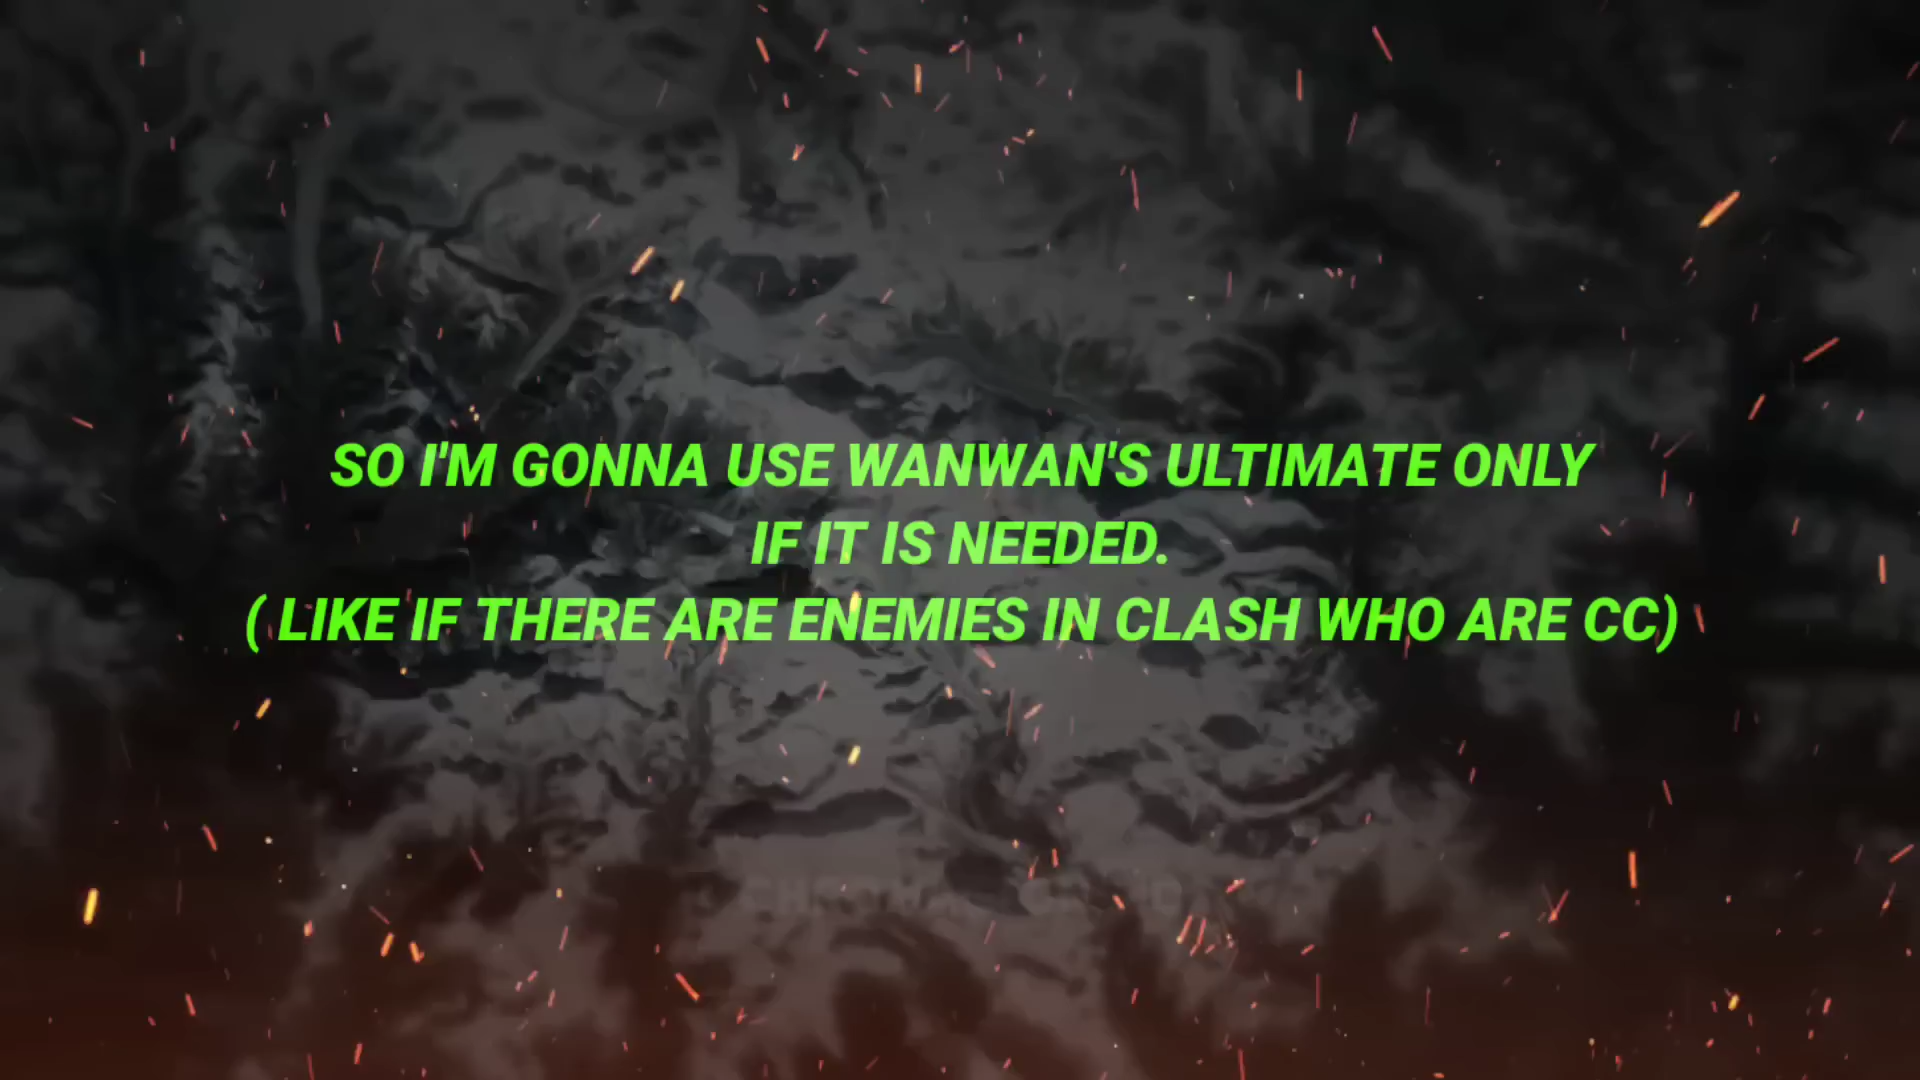 SO I'M GONNA USE WANWAN'S ULTIMATE ONLY
IF IT IS NEEDED.
( LIKE IF THERE ARE ENEMIES IN CLASH WHO ARE CC)